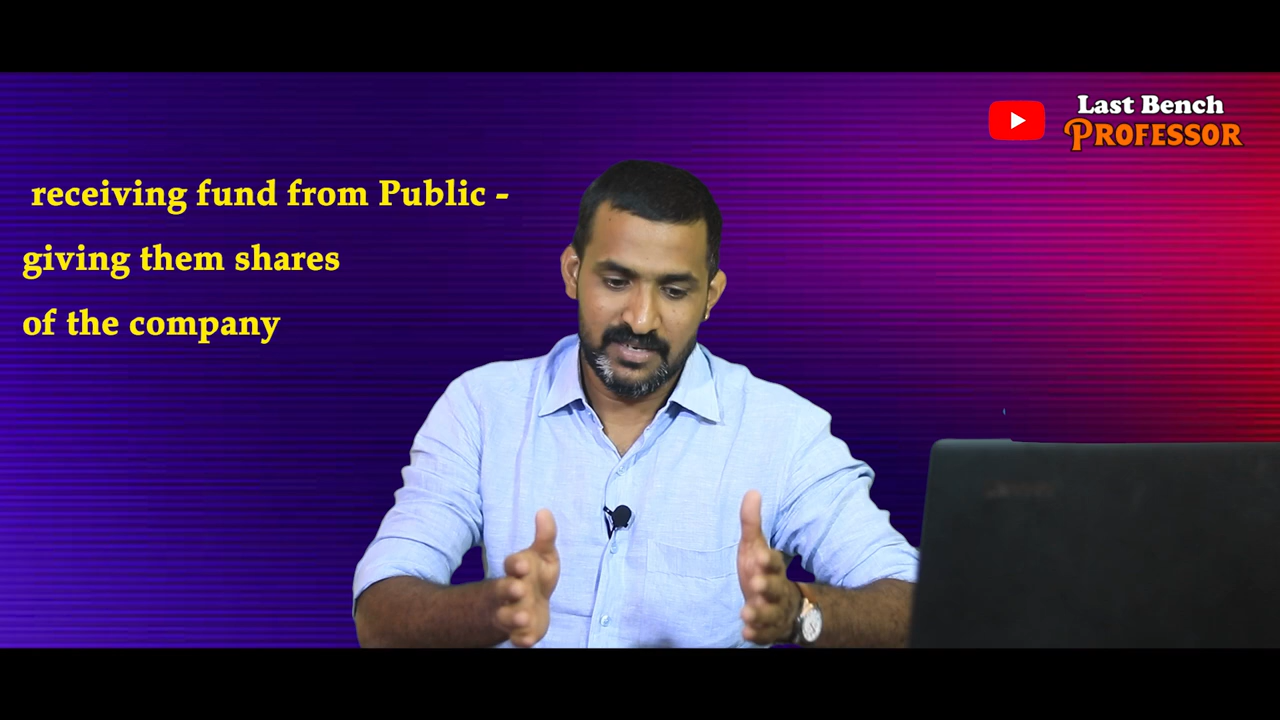 Last Bench
PROFESSOR
receiving fund from Public -
giving them shares
of the company